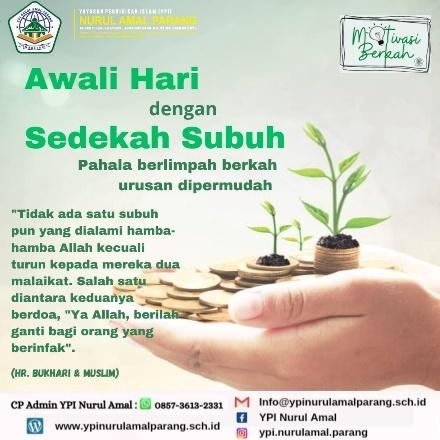 YAYASAN PENDIDIKAN ISLAM (YPI)
NURUL AMAL PARANG
Motivasi
Berkah
Awali Hari
dengan
Sedekah Subuh
Pahala berlimpah berkah
urusan dipermudah
"Tidak ada satu subuh
pun yang dialami hamba-
hamba Allah kecuali
turun kepada mereka dua
malaikat. Salah satu
diantara keduanya
berdoa, "Ya Allah, berilah
ganti bagi orang yang
berinfak".
(HR. BUKHARI & MUSLIM)
CP Admin YPI Nurul Amal : 0857-3613-2331
www.ypinurulamalparang.sch.id
Info@ypinurulamalparang.sch.id
YPI Nurul Amal
ypi.nurulamal.parang